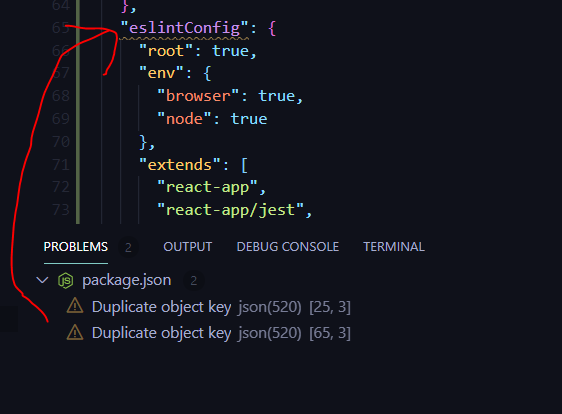 64 },
65 "eslintConfig": {
66 "root": true,
67 "env": {
68 "browser": true,
69 "node": true
70 },
71 "extends": [
72 "react-app",
73 "react-app/jest",
PROBLEMS 2 OUTPUT DEBUG CONSOLE TERMINAL
package.json 2
Duplicate object key json(520) [25, 3]
Duplicate object key json(520) [65, 3]